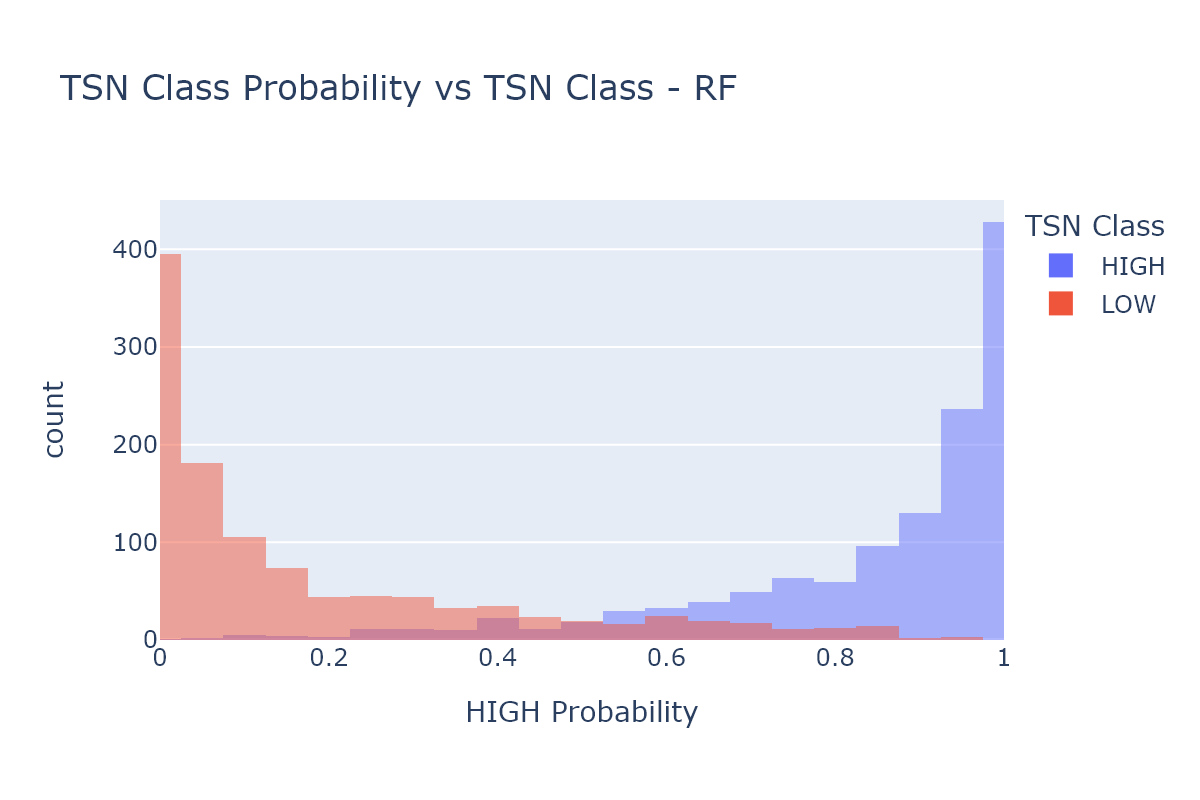 TSN Class Probability vs TSN Class - RF
TSN Class
HIGH
LOW
count
400
300
200
100
0
0 0.2 0.4 0.6 0.8 1
HIGH Probability